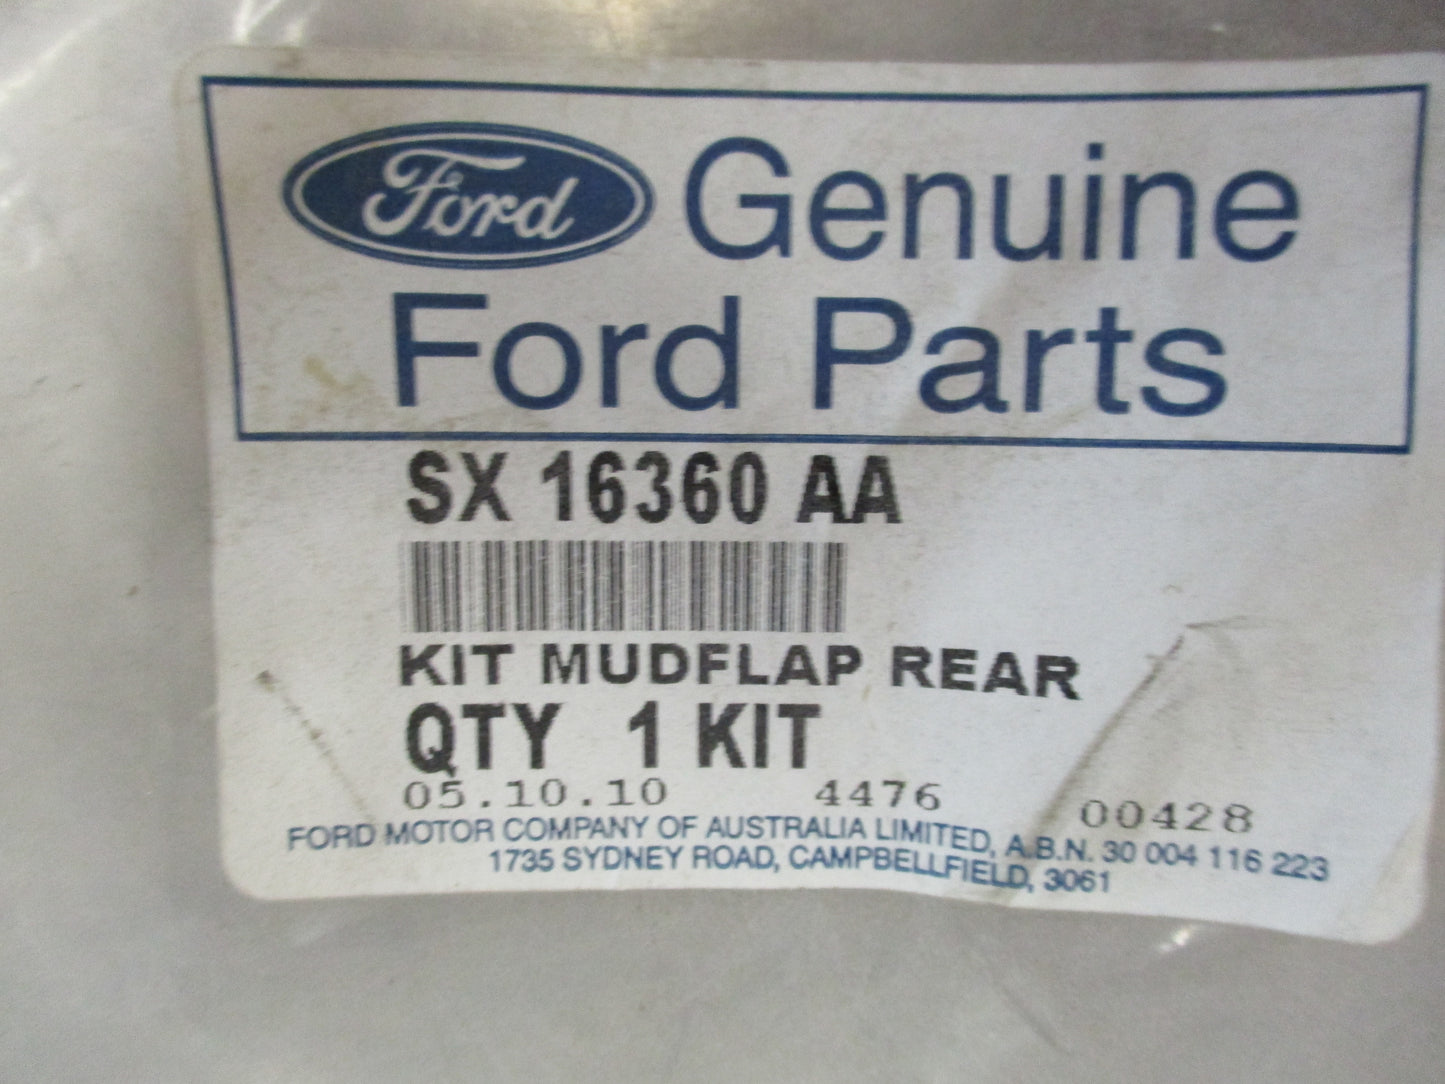 Ford Genuine
Ford Parts
SX 16360 AA
KIT MUDFLAP REAR
QTY 1 KIT
05.10.10 4476 00428
FORD MOTOR COMPANY OF AUSTRALIA LIMITED, A.B.N. 30 004 116 223
1735 SYDNEY ROAD, CAMPBELLFIELD, 3061